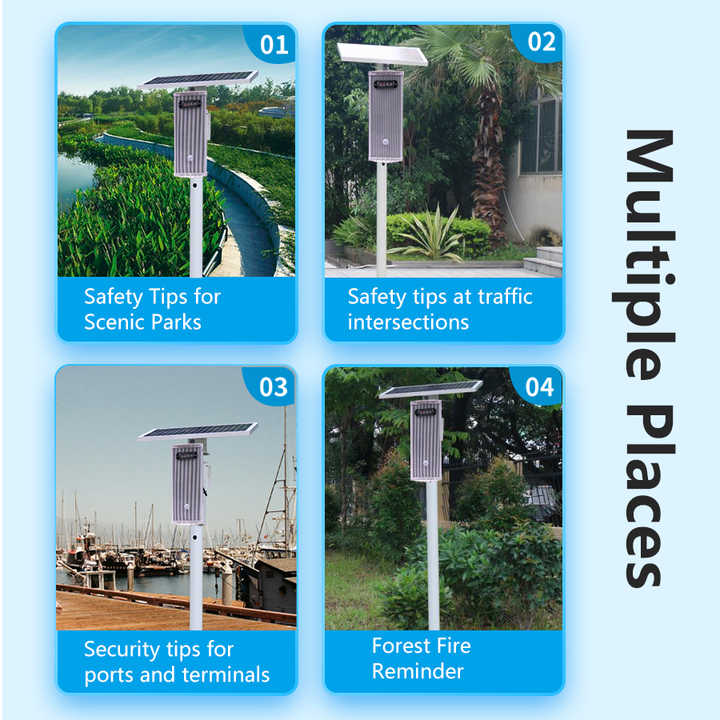 01
Safety Tips for
Scenic Parks
02
Safety tips at traffic
intersections
03
Security tips for
ports and terminals
04
Forest Fire
Reminder
Multiple Places